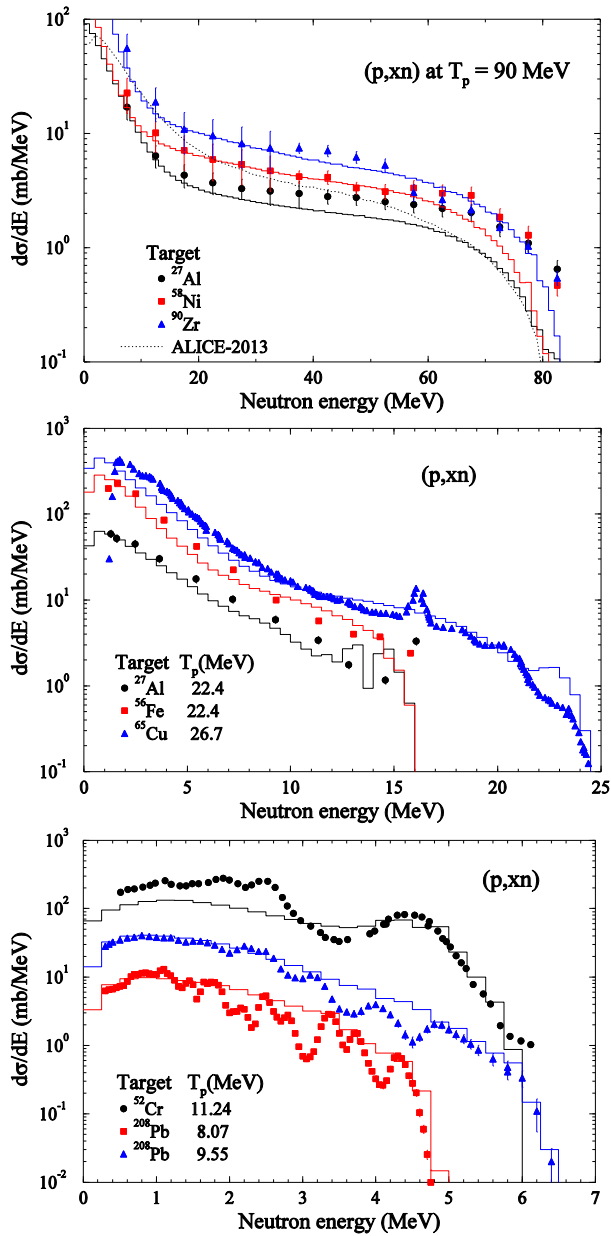 10²
10¹
10⁰
10⁻¹
dσ/dE (mb/MeV)
(p,xn) at Tₚ = 90 MeV
Target
²⁷Al
⁵⁸Ni
⁹⁰Zr
ALICE-2013
0 20 40 60 80
Neutron energy (MeV)
10³
10²
10¹
10⁰
10⁻¹
dσ/dE (mb/MeV)
(p,xn)
Target Tₚ(MeV)
²⁷Al 22.4
⁵⁶Fe 22.4
⁶⁵Cu 26.7
0 5 10 15 20 25
Neutron energy (MeV)
10³
10²
10¹
10⁰
10⁻¹
10⁻²
dσ/dE (mb/MeV)
(p,xn)
Target Tₚ(MeV)
⁵²Cr 11.24
²⁰⁸Pb 8.07
²⁰⁸Pb 9.55
0 1 2 3 4 5 6 7
Neutron energy (MeV)